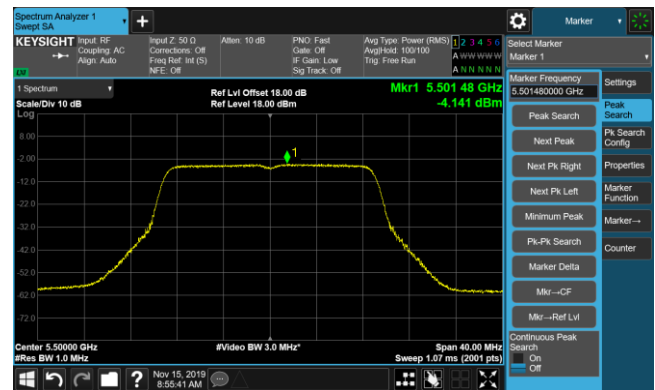 Spectrum Analyzer 1
Swept SA
+
Marker
KEYSIGHT
Input: RF
Coupling: AC
Align: Auto
Input Z: 50 Ω
Corrections: Off
Freq Ref: Int (S)
NFE: Off
Atten: 10 dB
PNO: Fast
Gate: Off
IF Gain: Low
Sig Track: Off
Avg Type: Power (RMS)
Avg|Hold: 100/100
Trig: Free Run
1 2 3 4 5 6
A W W W W W
A N N N N N
Select Marker
Marker 1
1 Spectrum
Scale/Div 10 dB
Ref Lvl Offset 18.00 dB
Ref Level 18.00 dBm
Mkr1 5.501 48 GHz
-4.141 dBm
Log
8.00
-2.00
-12.0
-22.0
-32.0
-42.0
-52.0
-62.0
-72.0
1
Center 5.50000 GHz
#Res BW 1.0 MHz
#Video BW 3.0 MHz*
Span 40.00 MHz
Sweep 1.07 ms (2001 pts)
Marker Frequency
5.501480000 GHz
Peak Search
Next Peak
Next Pk Right
Next Pk Left
Minimum Peak
Pk-Pk Search
Marker Delta
Mkr→CF
Mkr→Ref Lvl
Continuous Peak
Search
On
Off
Settings
Peak
Search
Pk Search
Config
Properties
Marker
Function
Marker→
Counter
?
Nov 15, 2019
8:55:41 AM